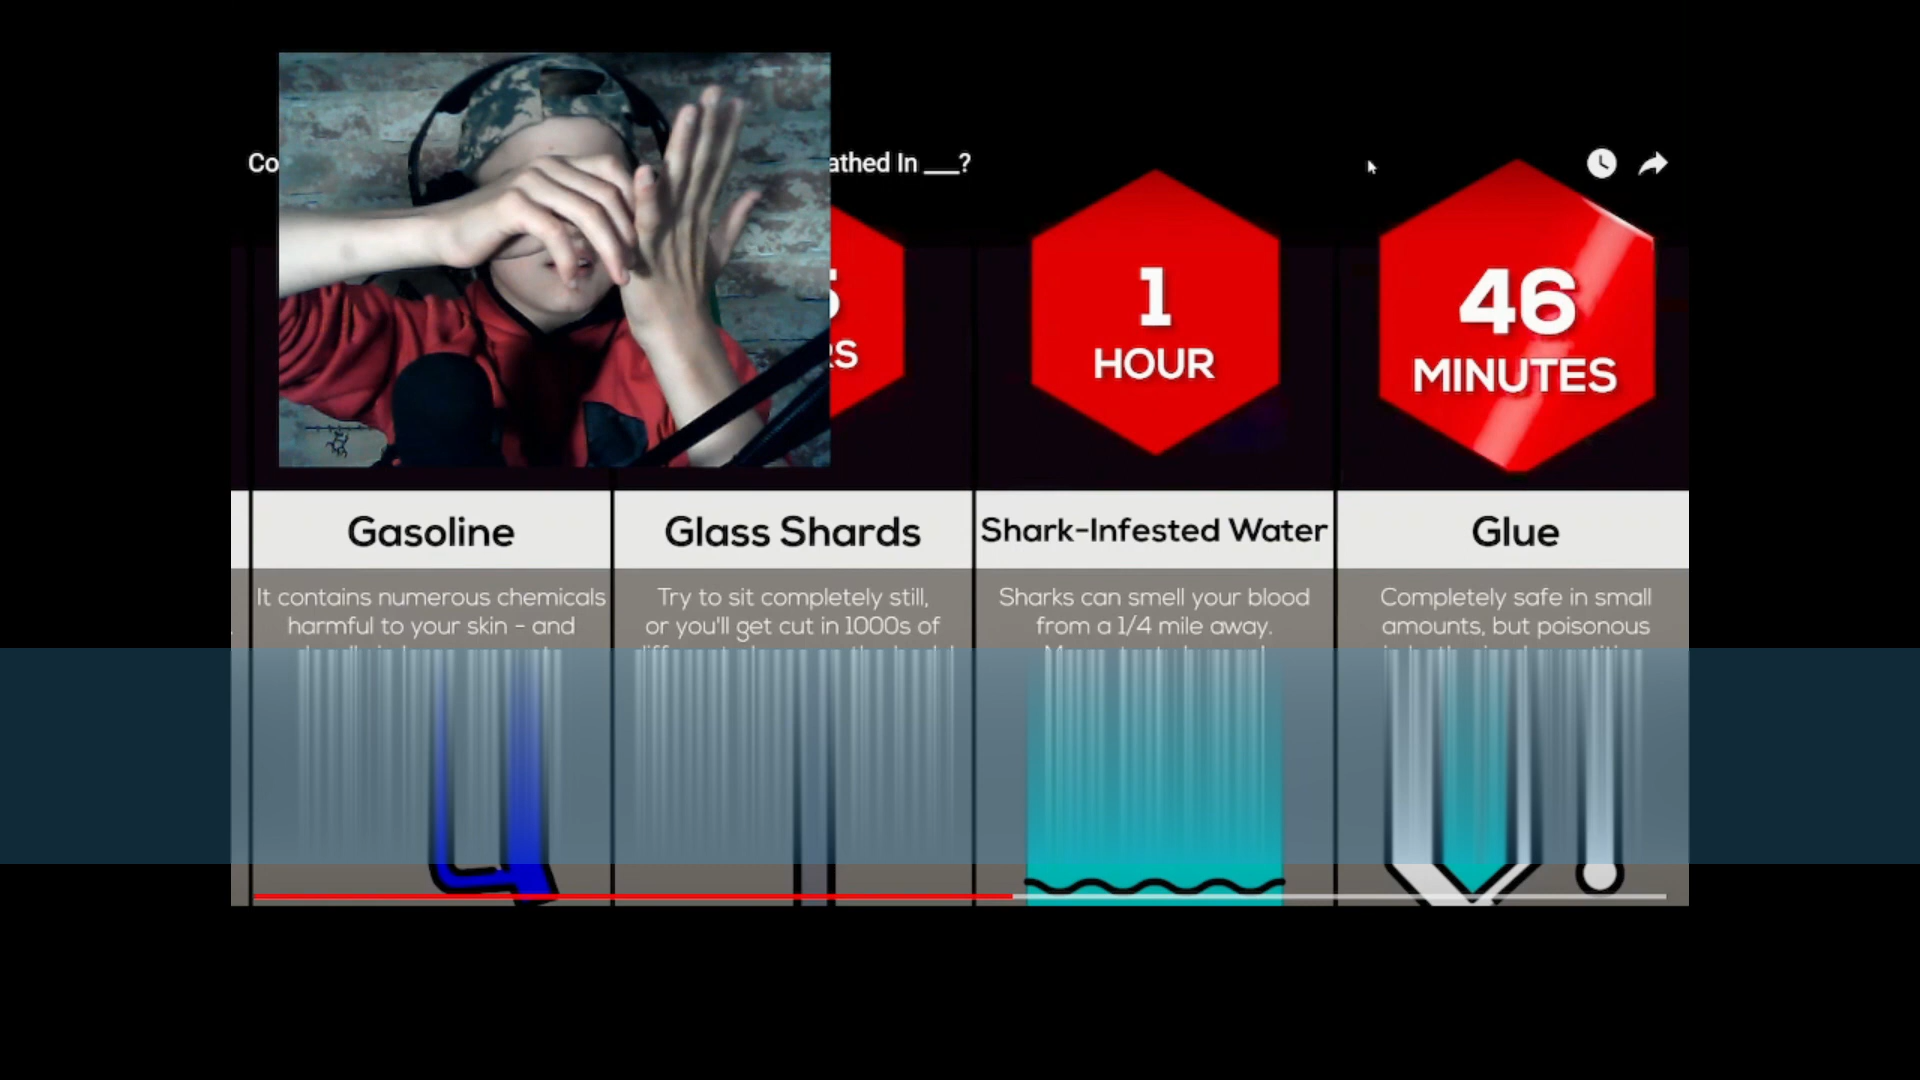 Co
athed In ___?
1
HOUR
46
MINUTES
Gasoline
Glass Shards
Shark-Infested Water
Glue
It contains numerous chemicals
harmful to your skin - and
Try to sit completely still,
or you'll get cut in 1000s of
Sharks can smell your blood
from a 1/4 mile away.
Completely safe in small
amounts, but poisonous